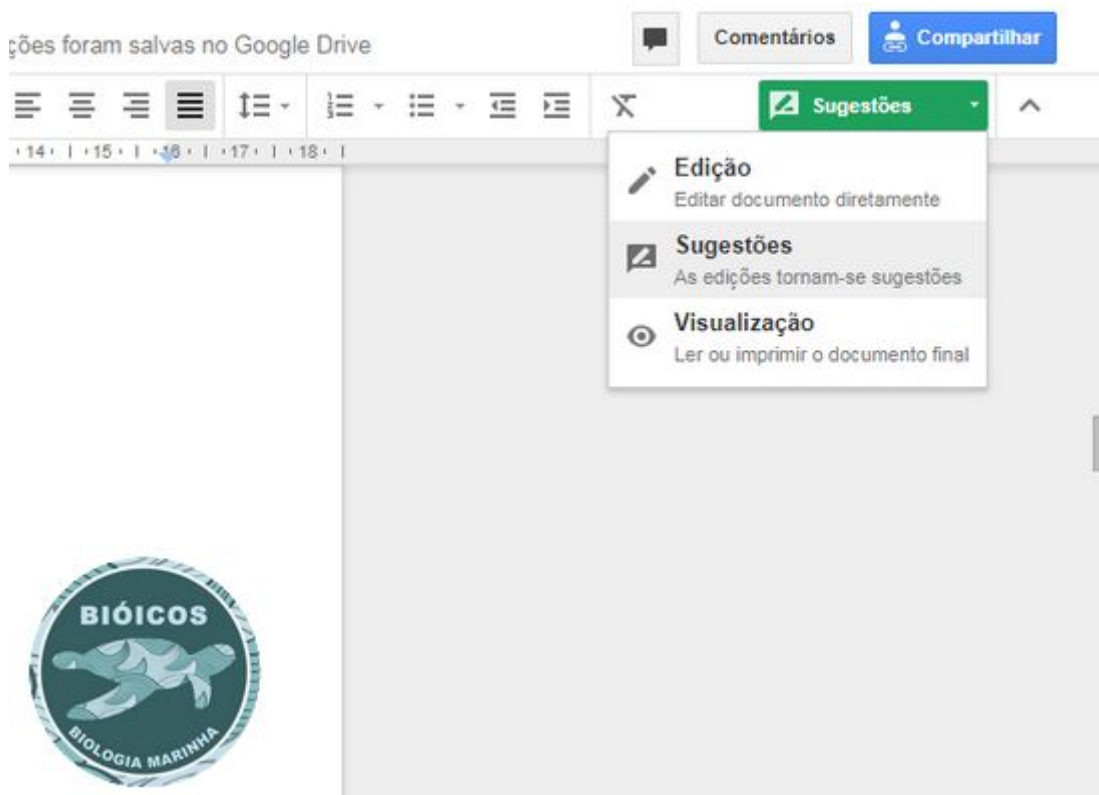 ções foram salvas no Google Drive
Comentários
Compartilhar
Sugestões
14 15 16 17 18
Edição
Editar documento diretamente
Sugestões
As edições tornam-se sugestões
Visualização
Ler ou imprimir o documento final
BIÓICOS
BIOLOGIA MARINHA